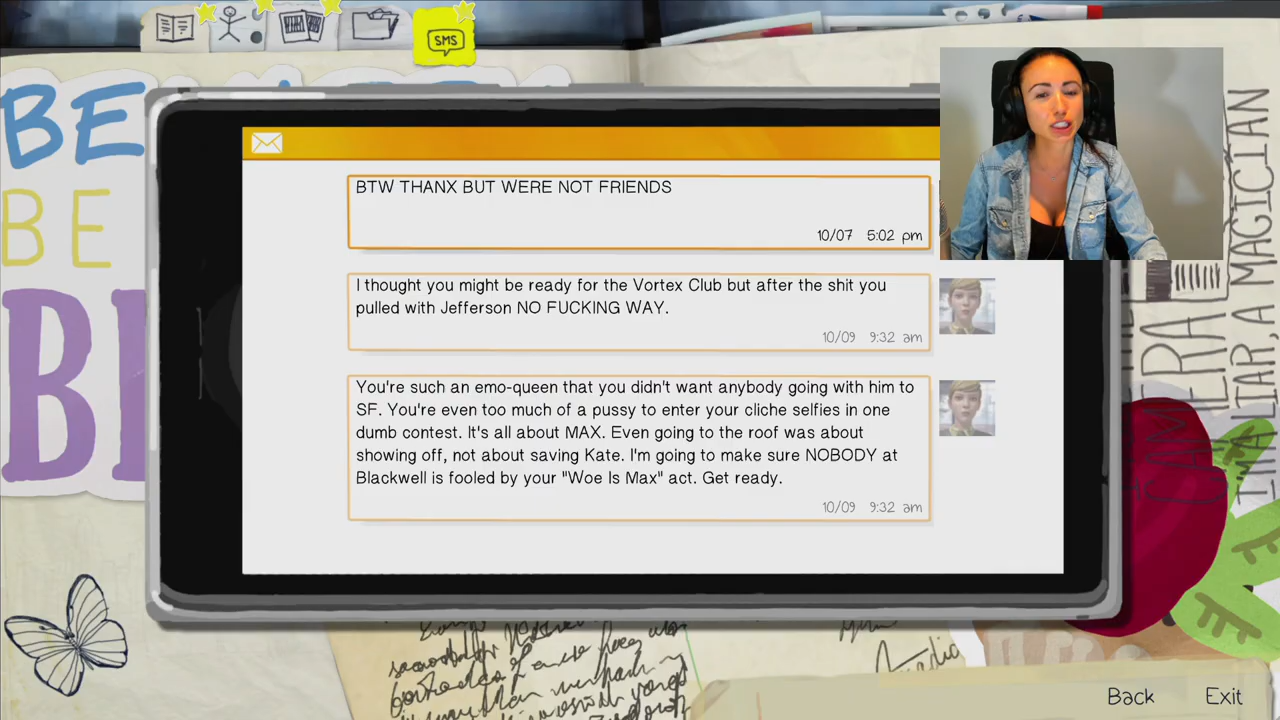 SMS
BE
BE
BTW THANX BUT WERE NOT FRIENDS
10/07 5:02 pm
I thought you might be ready for the Vortex Club but after the shit you
pulled with Jefferson NO FUCKING WAY.
10/09 9:32 am
You're such an emo-queen that you didn't want anybody going with him to
SF. You're even too much of a pussy to enter your cliche selfies in one
dumb contest. It's all about MAX. Even going to the roof was about
showing off, not about saving Kate. I'm going to make sure NOBODY at
Blackwell is fooled by your "Woe Is Max" act. Get ready.
10/09 9:32 am
CAMERA
LIAR, A MAGICIAN
Back
Exit